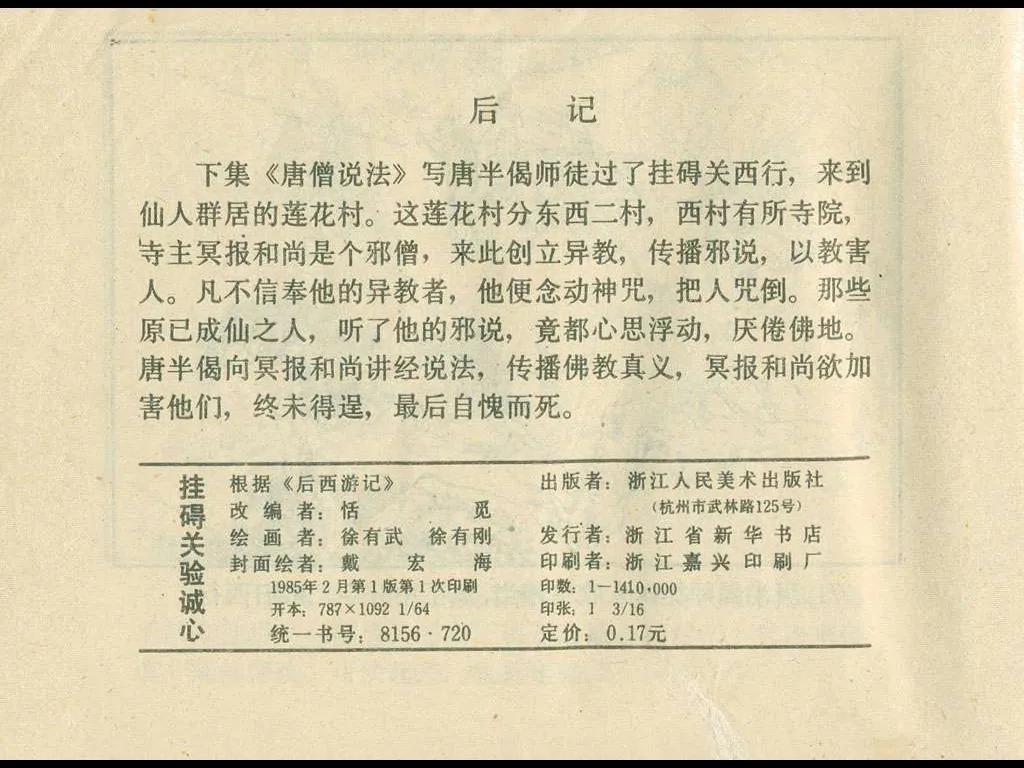 后 记
下集《唐僧说法》写唐半偈师徒过了挂碍关西行，来到
仙人群居的莲花村。这莲花村分东西二村，西村有所寺院，
寺主冥报和尚是个邪僧，来此创立异教，传播邪说，以教害
人。凡不信奉他的异教者，他便念动神咒，把人咒倒。那些
原已成仙之人，听了他的邪说，竟都心思浮动，厌倦佛地。
唐半偈向冥报和尚讲经说法，传播佛教真义，冥报和尚欲加
害他们，终未得逞，最后自愧而死。
挂碍关验诚心
根据《后西游记》
改编者：恬 觅
绘画者：徐有武 徐有刚
封面绘者：戴宏海
1985年2月第1版第1次印刷
开本：787×1092 1/64
统一书号：8156·720
出版者：浙江人民美术出版社
（杭州市武林路125号）
发行者：浙江省新华书店
印刷者：浙江嘉兴印刷厂
印数：1—1410·000
印张：1 3/16
定价：0.17元